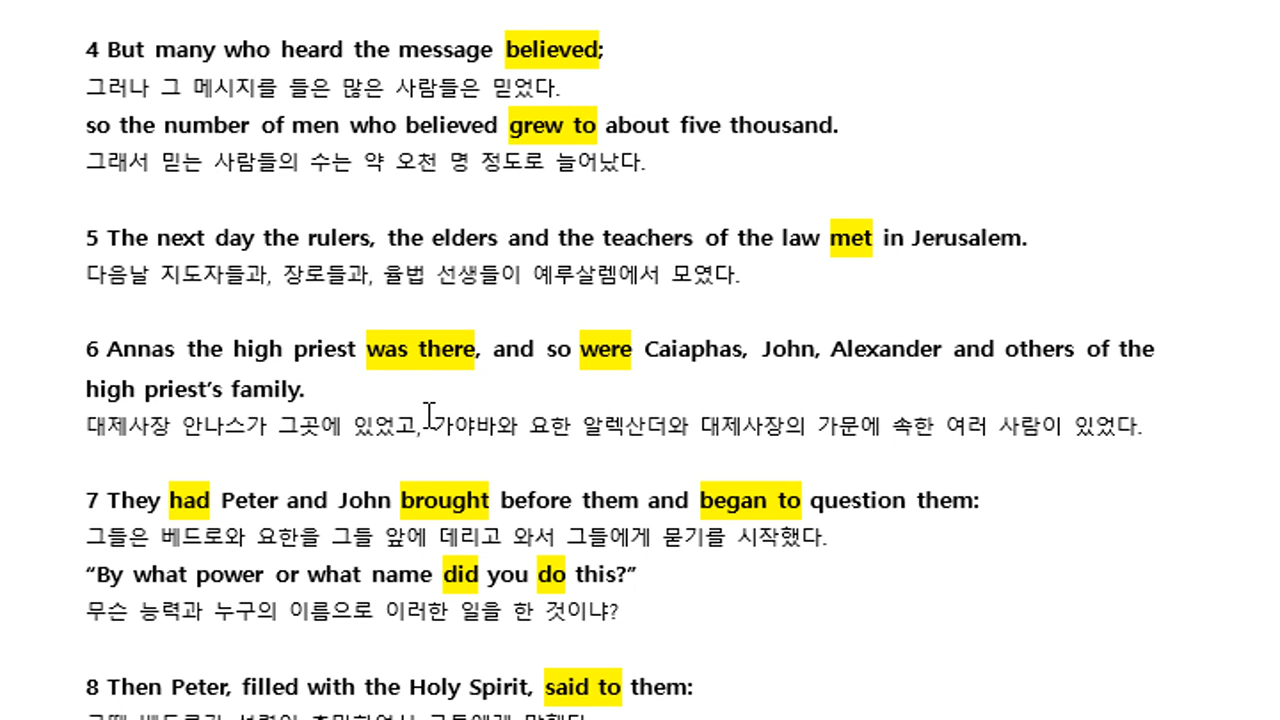 4 But many who heard the message believed;
그러나 그 메시지를 들은 많은 사람들은 믿었다.
so the number of men who believed grew to about five thousand.
그래서 믿는 사람들의 수는 약 오천 명 정도로 늘어났다.
5 The next day the rulers, the elders and the teachers of the law met in Jerusalem.
다음날 지도자들과, 장로들과, 율법 선생들이 예루살렘에서 모였다.
6 Annas the high priest was there, and so were Caiaphas, John, Alexander and others of the
high priest’s family.
대제사장 안나스가 그곳에 있었고, 가야바와 요한 알렉산더와 대제사장의 가문에 속한 여러 사람이 있었다.
7 They had Peter and John brought before them and began to question them:
그들은 베드로와 요한을 그들 앞에 데리고 와서 그들에게 묻기를 시작했다.
“By what power or what name did you do this?”
무슨 능력과 누구의 이름으로 이러한 일을 한 것이냐?
8 Then Peter, filled with the Holy Spirit, said to them: